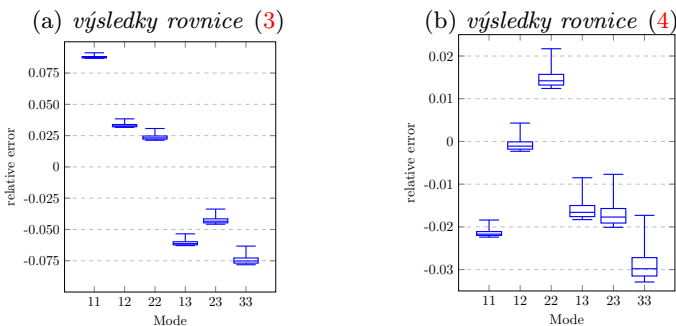 (a) výsledky rovnice (3)
0.075
0.050
0.025
0
-0.025
-0.050
-0.075
relative error
11 12 22 13 23 33
Mode
(b) výsledky rovnice (4)
0.02
0.01
0
-0.01
-0.02
-0.03
relative error
11 12 22 13 23 33
Mode